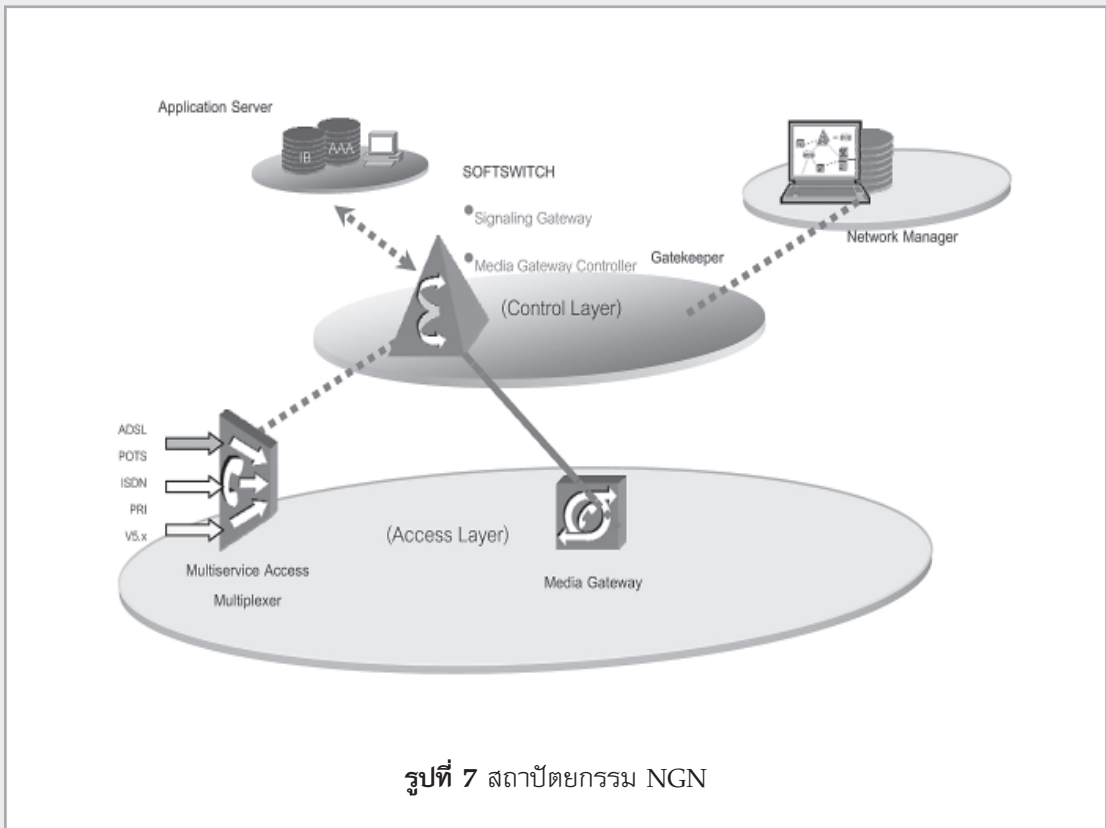 Application Server
IB
AAA
SOFTSWITCH
Signaling Gateway
Media Gateway Controller
Gatekeeper
Network Manager
(Control Layer)
ADSL
POTS
ISDN
PRI
V5.x
(Access Layer)
Multiservice Access
Multiplexer
Media Gateway
รูปที่ 7 สถาปัตยกรรม NGN